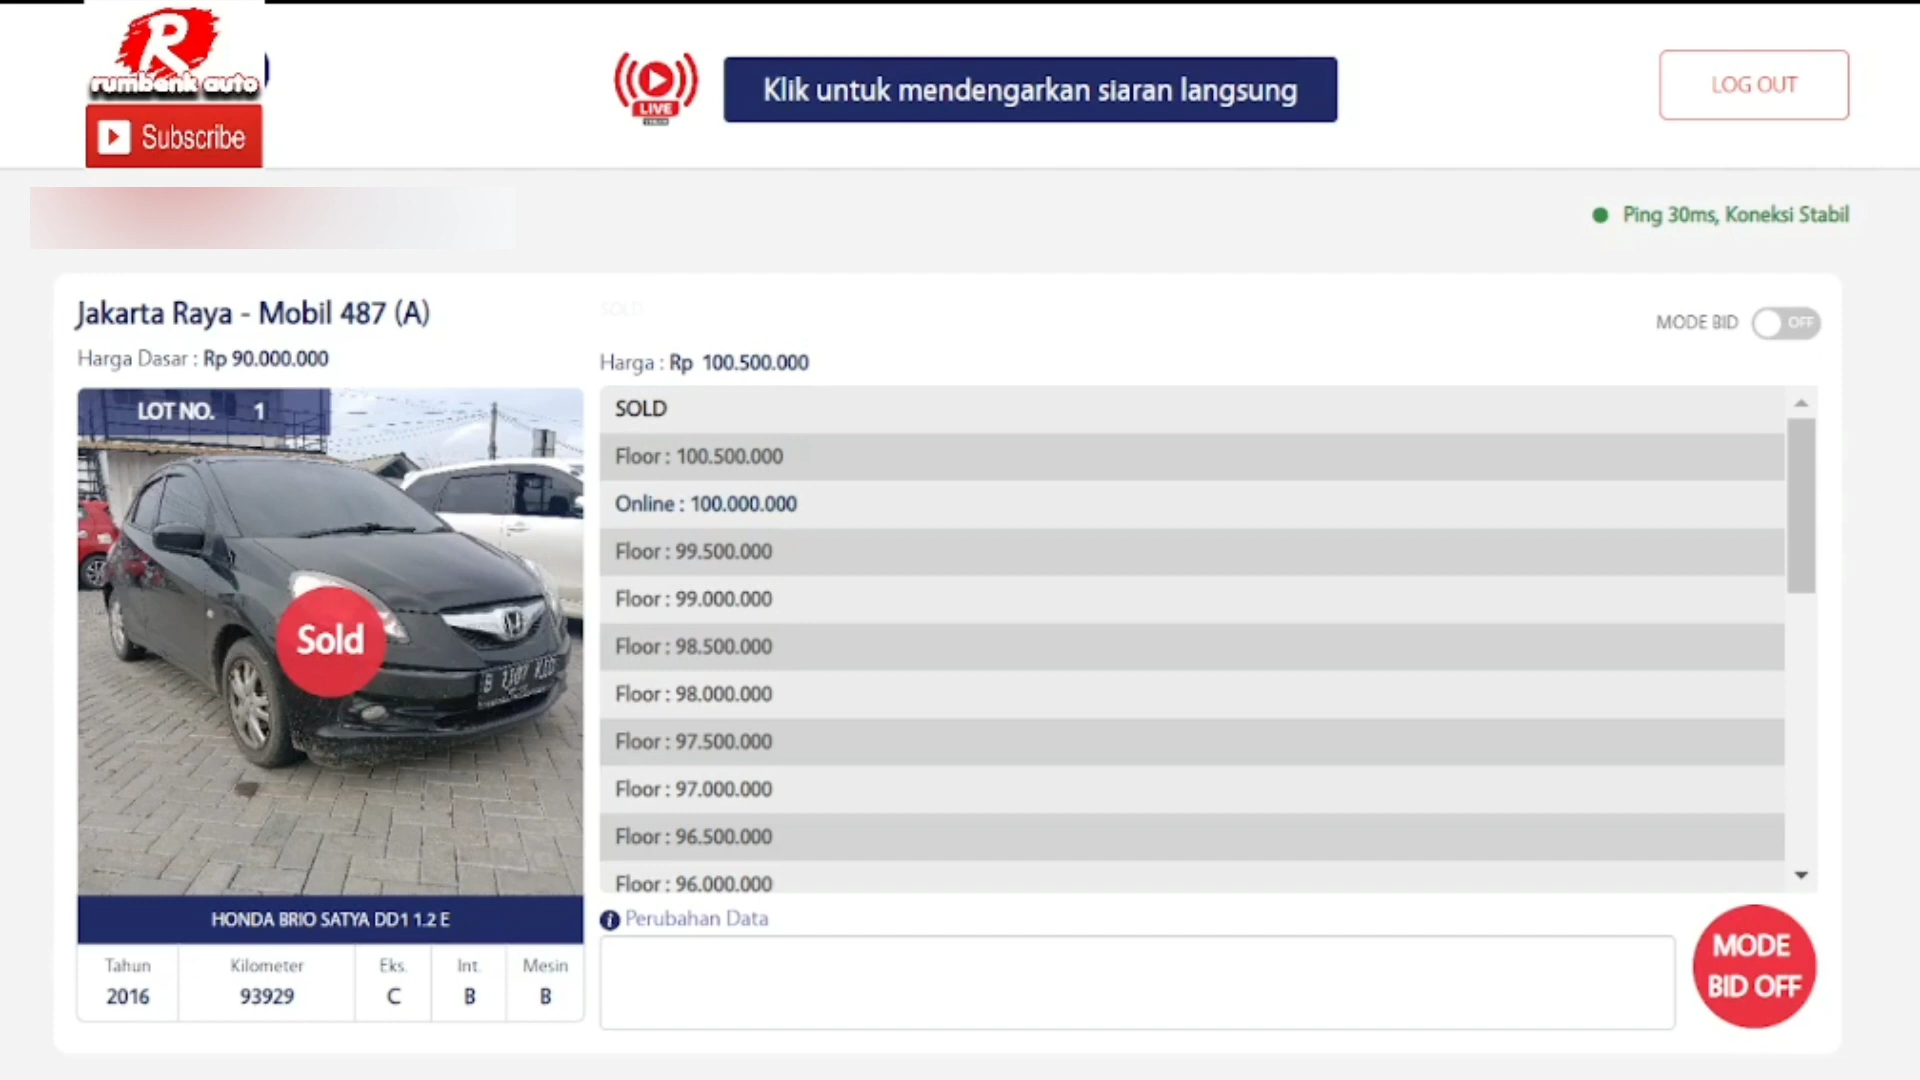 R
rumbenk auto
Subscribe
LIVE
Klik untuk mendengarkan siaran langsung
LOG OUT
Ping 30ms, Koneksi Stabil
Jakarta Raya - Mobil 487 (A)
Harga Dasar : Rp 90.000.000
LOT NO. 1
Sold
HONDA BRIO SATYA DD1 1.2 E
Tahun Kilometer Eks. Int. Mesin
2016 93929 C B B
SOLD
MODE BID OFF
Harga : Rp 100.500.000
SOLD
Floor : 100.500.000
Online : 100.000.000
Floor : 99.500.000
Floor : 99.000.000
Floor : 98.500.000
Floor : 98.000.000
Floor : 97.500.000
Floor : 97.000.000
Floor : 96.500.000
Floor : 96.000.000
Perubahan Data
MODE
BID OFF